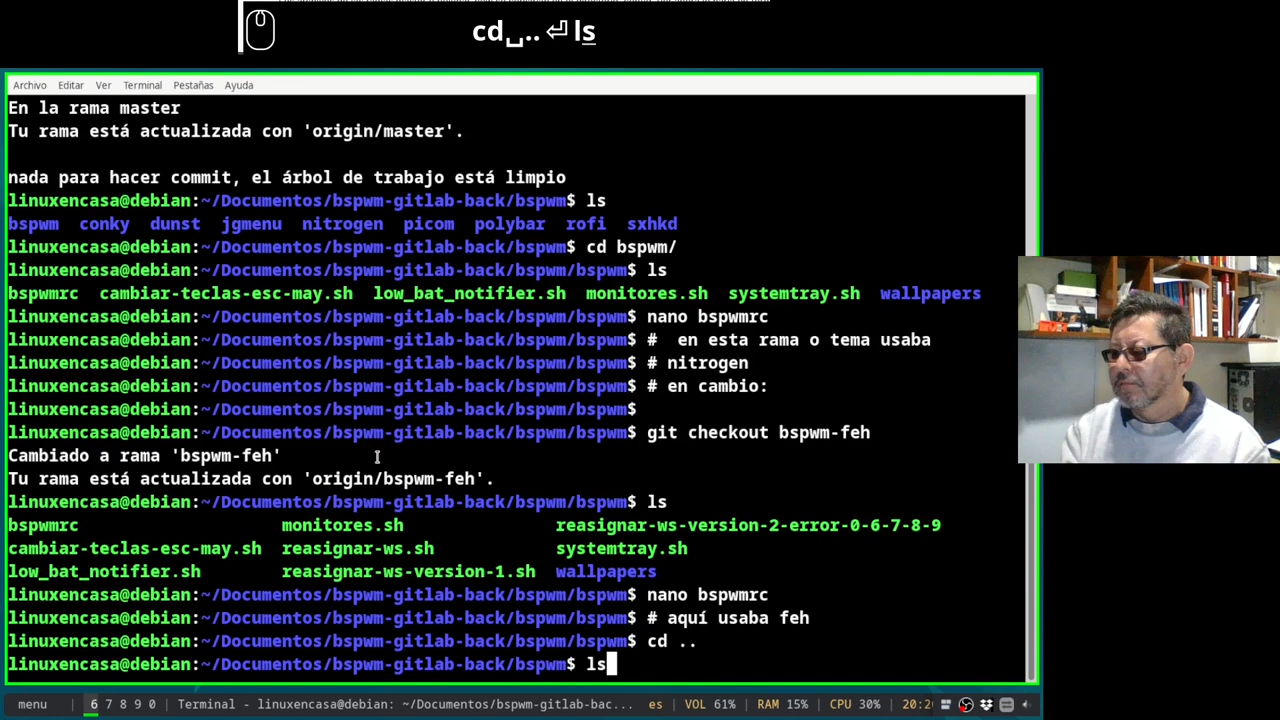 cd␣..⏎ls
Archivo Editar Ver Terminal Pestañas Ayuda
En la rama master
Tu rama está actualizada con 'origin/master'.
nada para hacer commit, el árbol de trabajo está limpio
linuxencasa@debian:~/Documentos/bspwm-gitlab-back/bspwm$ ls
bspwm conky dunst jgmenu nitrogen picom polybar rofi sxhkd
linuxencasa@debian:~/Documentos/bspwm-gitlab-back/bspwm$ cd bspwm/
linuxencasa@debian:~/Documentos/bspwm-gitlab-back/bspwm/bspwm$ ls
bspwmrc cambiar-teclas-esc-may.sh low_bat_notifier.sh monitores.sh systemtray.sh wallpapers
linuxencasa@debian:~/Documentos/bspwm-gitlab-back/bspwm/bspwm$ nano bspwmrc
linuxencasa@debian:~/Documentos/bspwm-gitlab-back/bspwm/bspwm$ # en esta rama o tema usaba
linuxencasa@debian:~/Documentos/bspwm-gitlab-back/bspwm/bspwm$ # nitrogen
linuxencasa@debian:~/Documentos/bspwm-gitlab-back/bspwm/bspwm$ # en cambio:
linuxencasa@debian:~/Documentos/bspwm-gitlab-back/bspwm/bspwm$
linuxencasa@debian:~/Documentos/bspwm-gitlab-back/bspwm/bspwm$ git checkout bspwm-feh
Cambiado a rama 'bspwm-feh'
Tu rama está actualizada con 'origin/bspwm-feh'.
linuxencasa@debian:~/Documentos/bspwm-gitlab-back/bspwm/bspwm$ ls
bspwmrc monitores.sh reasignar-ws-version-2-error-0-6-7-8-9
cambiar-teclas-esc-may.sh reasignar-ws.sh systemtray.sh
low_bat_notifier.sh reasignar-ws-version-1.sh wallpapers
linuxencasa@debian:~/Documentos/bspwm-gitlab-back/bspwm/bspwm$ nano bspwmrc
linuxencasa@debian:~/Documentos/bspwm-gitlab-back/bspwm/bspwm$ # aquí usaba feh
linuxencasa@debian:~/Documentos/bspwm-gitlab-back/bspwm/bspwm$ cd ..
linuxencasa@debian:~/Documentos/bspwm-gitlab-back/bspwm$ ls
menu 6 7 8 9 0 Terminal - linuxencasa@debian: ~/Documentos/bspwm-gitlab-bac... es VOL 61% RAM 15% CPU 30%